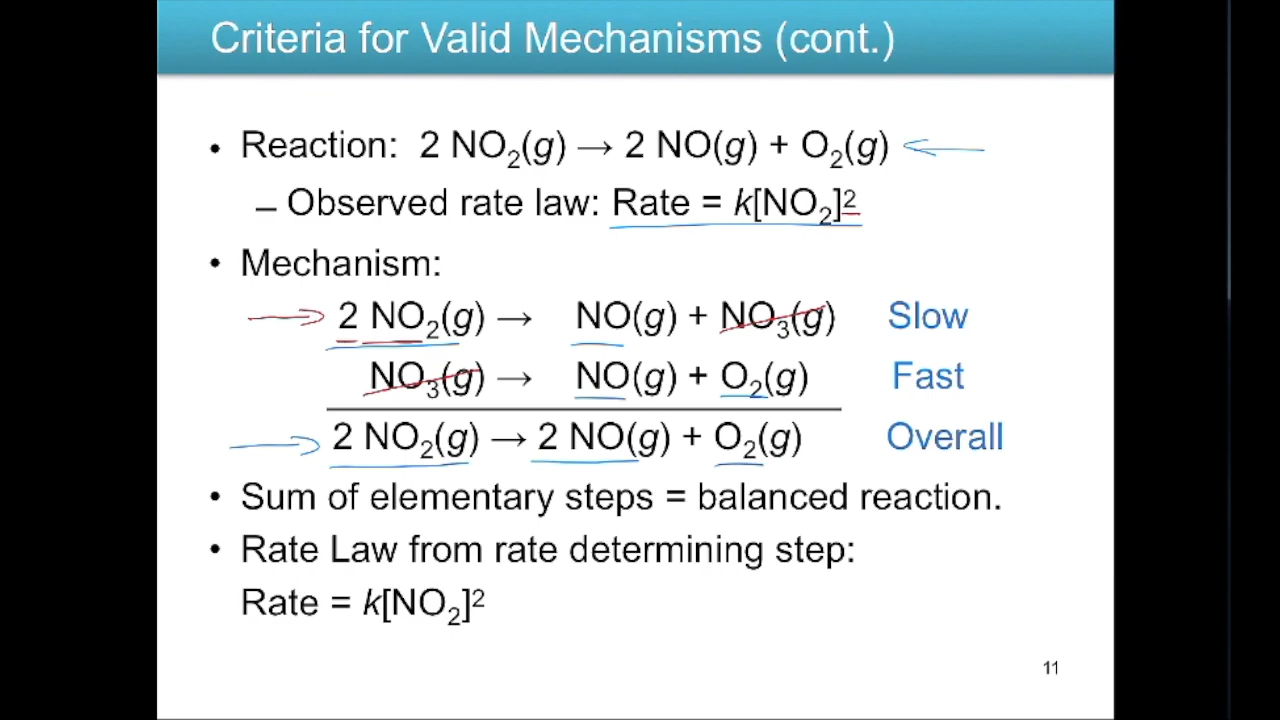 Criteria for Valid Mechanisms (cont.)
• Reaction: 2 NO₂(g) → 2 NO(g) + O₂(g)
– Observed rate law: Rate = k[NO₂]²
• Mechanism:
2 NO₂(g) → NO(g) + NO₃(g) Slow
NO₃(g) → NO(g) + O₂(g) Fast
2 NO₂(g) → 2 NO(g) + O₂(g) Overall
• Sum of elementary steps = balanced reaction.
• Rate Law from rate determining step:
Rate = k[NO₂]²
11